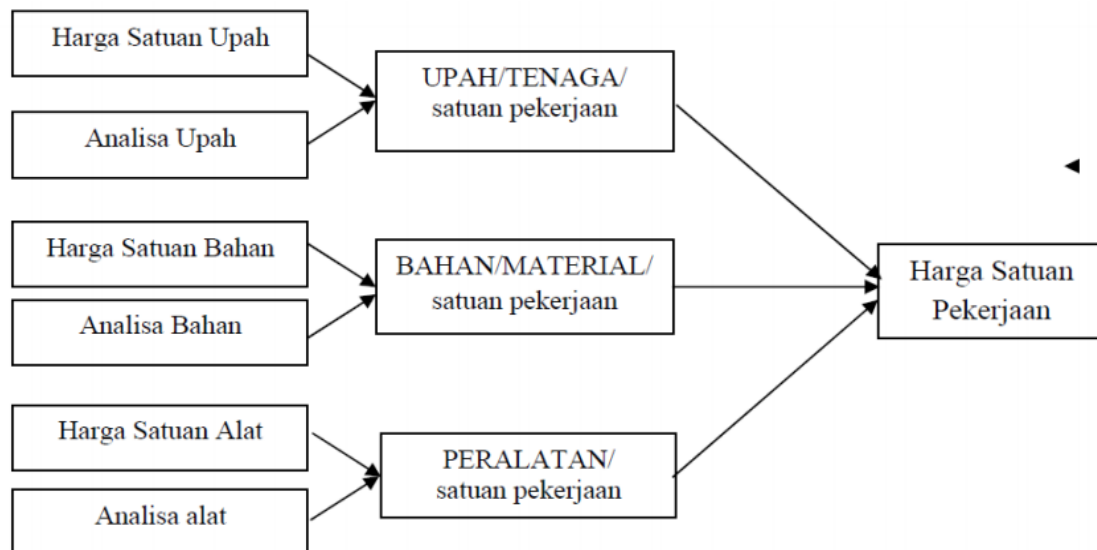 Harga Satuan Upah
Analisa Upah
UPAH/TENAGA/
satuan pekerjaan
Harga Satuan Bahan
Analisa Bahan
BAHAN/MATERIAL/
satuan pekerjaan
Harga Satuan Alat
Analisa alat
PERALATAN/
satuan pekerjaan
Harga Satuan
Pekerjaan